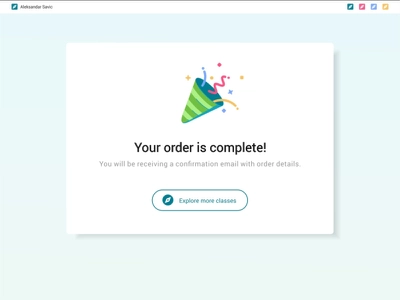 Aleksandar Savic
Your order is complete!
You will be receiving a confirmation email with order details.
Explore more classes